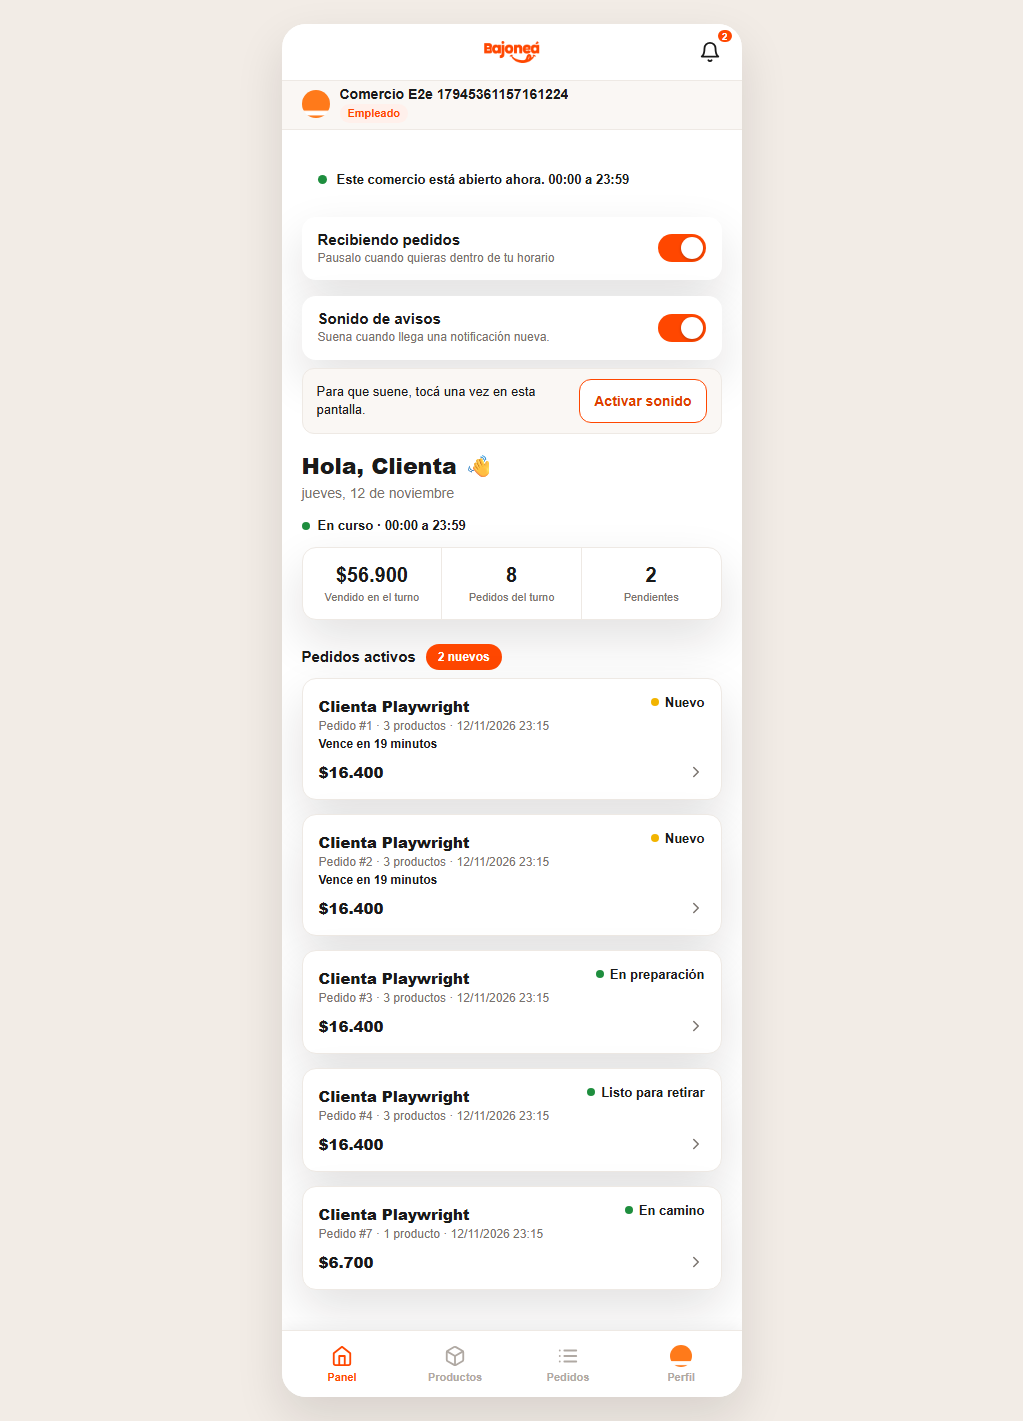 Bajoneá
2
Comercio E2e 17945361157161224
Empleado
Este comercio está abierto ahora. 00:00 a 23:59
Recibiendo pedidos
Pausalo cuando quieras dentro de tu horario
Sonido de avisos
Suena cuando llega una notificación nueva.
Para que suene, tocá una vez en esta
pantalla.
Activar sonido
Hola, Clienta 👋
jueves, 12 de noviembre
En curso · 00:00 a 23:59
$56.900
Vendido en el turno
8
Pedidos del turno
2
Pendientes
Pedidos activos
2 nuevos
Clienta Playwright
Nuevo
Pedido #1 · 3 productos · 12/11/2026 23:15
Vence en 19 minutos
$16.400
Clienta Playwright
Nuevo
Pedido #2 · 3 productos · 12/11/2026 23:15
Vence en 19 minutos
$16.400
Clienta Playwright
En preparación
Pedido #3 · 3 productos · 12/11/2026 23:15
$16.400
Clienta Playwright
Listo para retirar
Pedido #4 · 3 productos · 12/11/2026 23:15
$16.400
Clienta Playwright
En camino
Pedido #7 · 1 producto · 12/11/2026 23:15
$6.700
Panel
Productos
Pedidos
Perfil